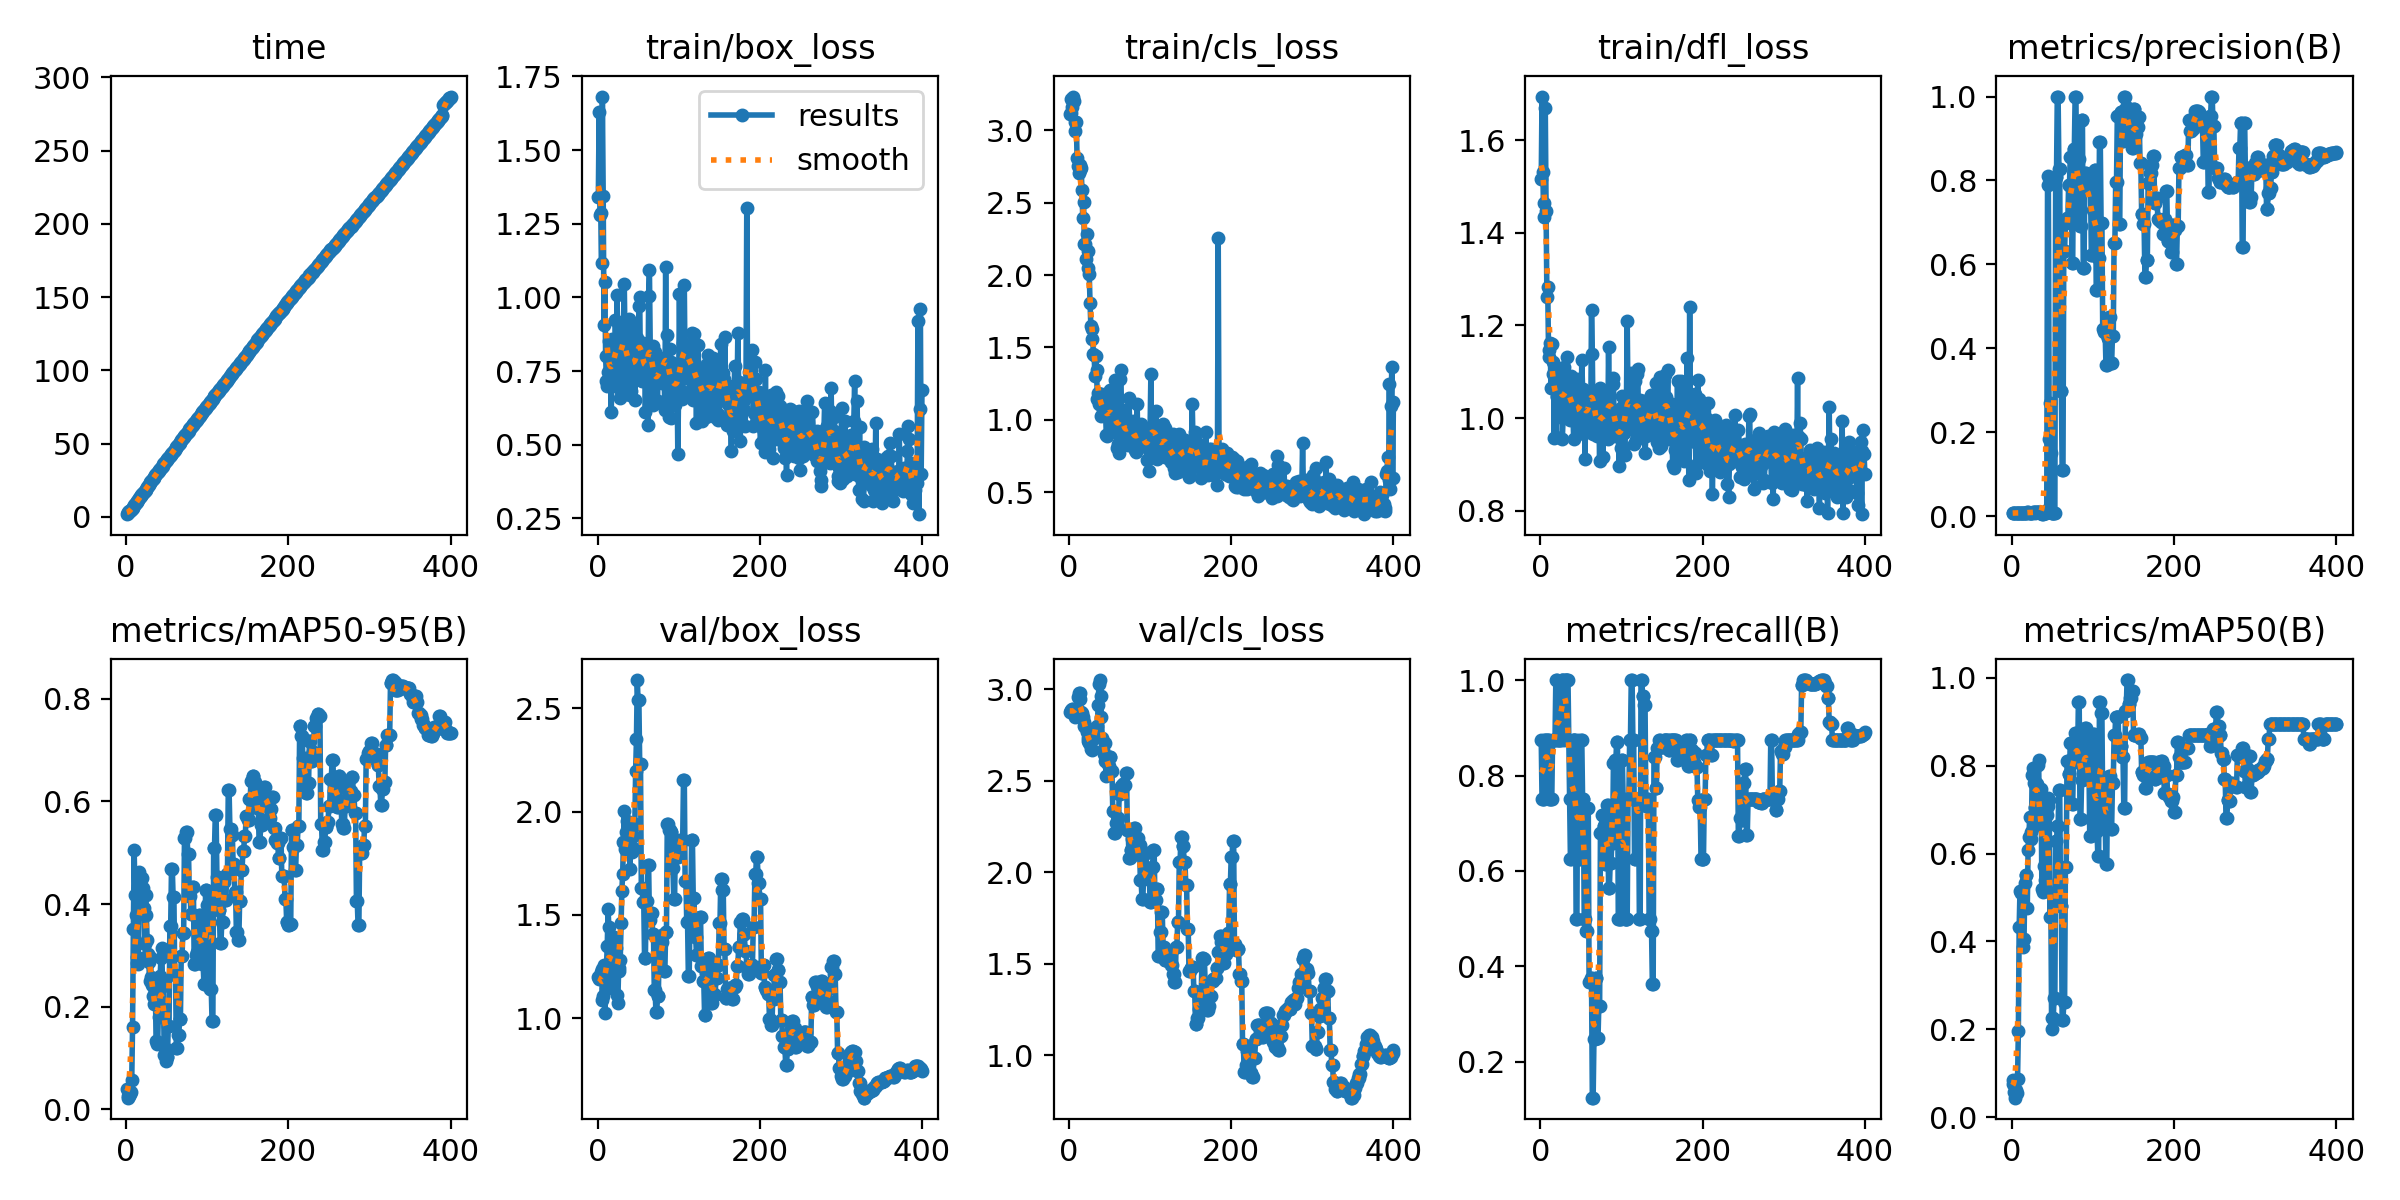 time
train/box_loss
train/cls_loss
train/dfl_loss
metrics/precision(B)
300
250
200
150
100
50
0
0 200 400
1.75
1.50
1.25
1.00
0.75
0.50
0.25
results
smooth
0 200 400
3.0
2.5
2.0
1.5
1.0
0.5
0 200 400
1.6
1.4
1.2
1.0
0.8
0 200 400
1.0
0.8
0.6
0.4
0.2
0.0
0 200 400
metrics/mAP50-95(B)
val/box_loss
val/cls_loss
metrics/recall(B)
metrics/mAP50(B)
0.8
0.6
0.4
0.2
0.0
0 200 400
2.5
2.0
1.5
1.0
0 200 400
3.0
2.5
2.0
1.5
1.0
0 200 400
1.0
0.8
0.6
0.4
0.2
0 200 400
1.0
0.8
0.6
0.4
0.2
0.0
0 200 400